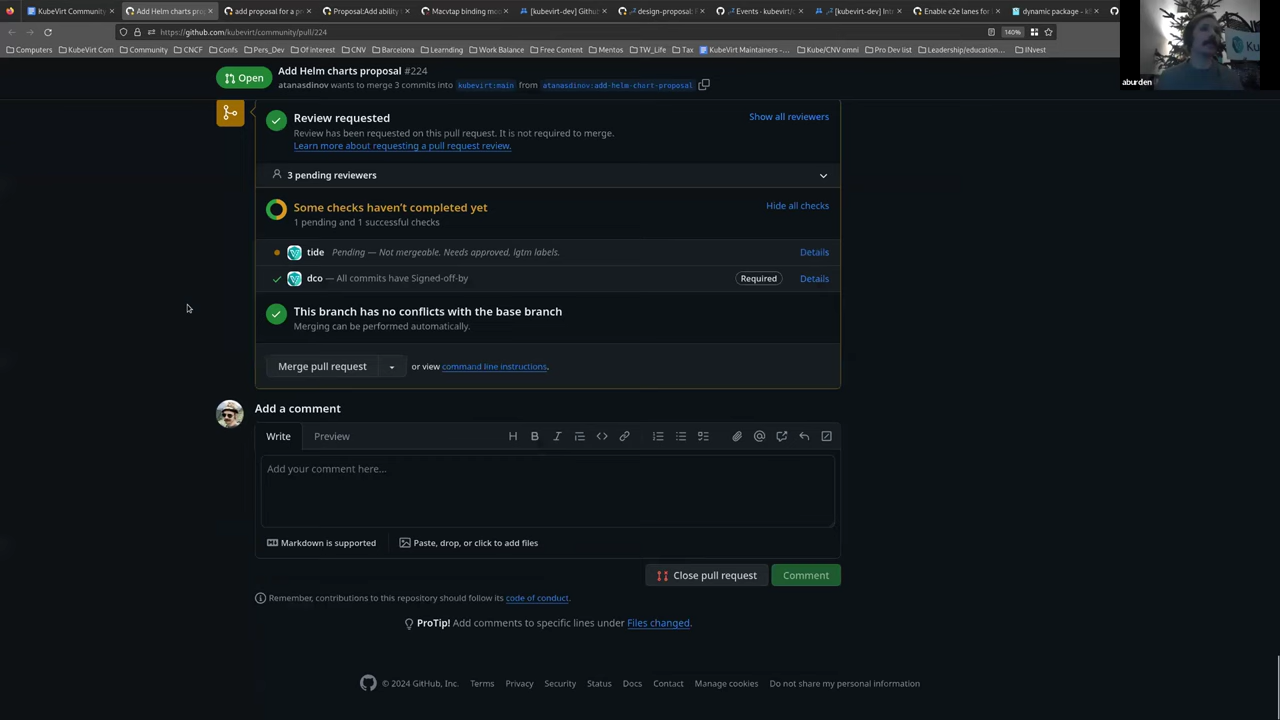 KubeVirt Community
Add Helm charts prop
add proposal for a p
Proposal:Add ability
Macvtap binding mod
[kubevirt-dev] Githu
design-proposal:
Events · kubevirt/c
[kubevirt-dev]
Enable e2e lanes for
dynamic package
https://github.com/kubevirt/community/pull/224
140%
Computers
KubeVirt Com
Community
CNCF
Kubs
Pers_Dev
Of interest
CNV
Barcelona
Learnding
Work Balance
Free Content
Mentos
TW_Life
Tax
KubeVirt Maintainers –...
Kube/CNV omni
Pro Dev list
Leadership/education...
INvest
aburden
Open
Add Helm charts proposal #224
atanasdinov wants to merge 3 commits into kubevirt:main from atanasdinov:add-helm-chart-proposal
Review requested
Show all reviewers
Review has been requested on this pull request. It is not required to merge.
Learn more about requesting a pull request review.
3 pending reviewers
Some checks haven't completed yet
Hide all checks
1 pending and 1 successful checks
tide Pending — Not mergeable. Needs approved, lgtm labels.
Details
dco — All commits have Signed-off-by
Required
Details
This branch has no conflicts with the base branch
Merging can be performed automatically.
Merge pull request
or view command line instructions.
Add a comment
Write
Preview
Add your comment here...
Markdown is supported
Paste, drop, or click to add files
Close pull request
Comment
Remember, contributions to this repository should follow its code of conduct.
ProTip! Add comments to specific lines under Files changed.
© 2024 GitHub, Inc.
Terms
Privacy
Security
Status
Docs
Contact
Manage cookies
Do not share my personal information